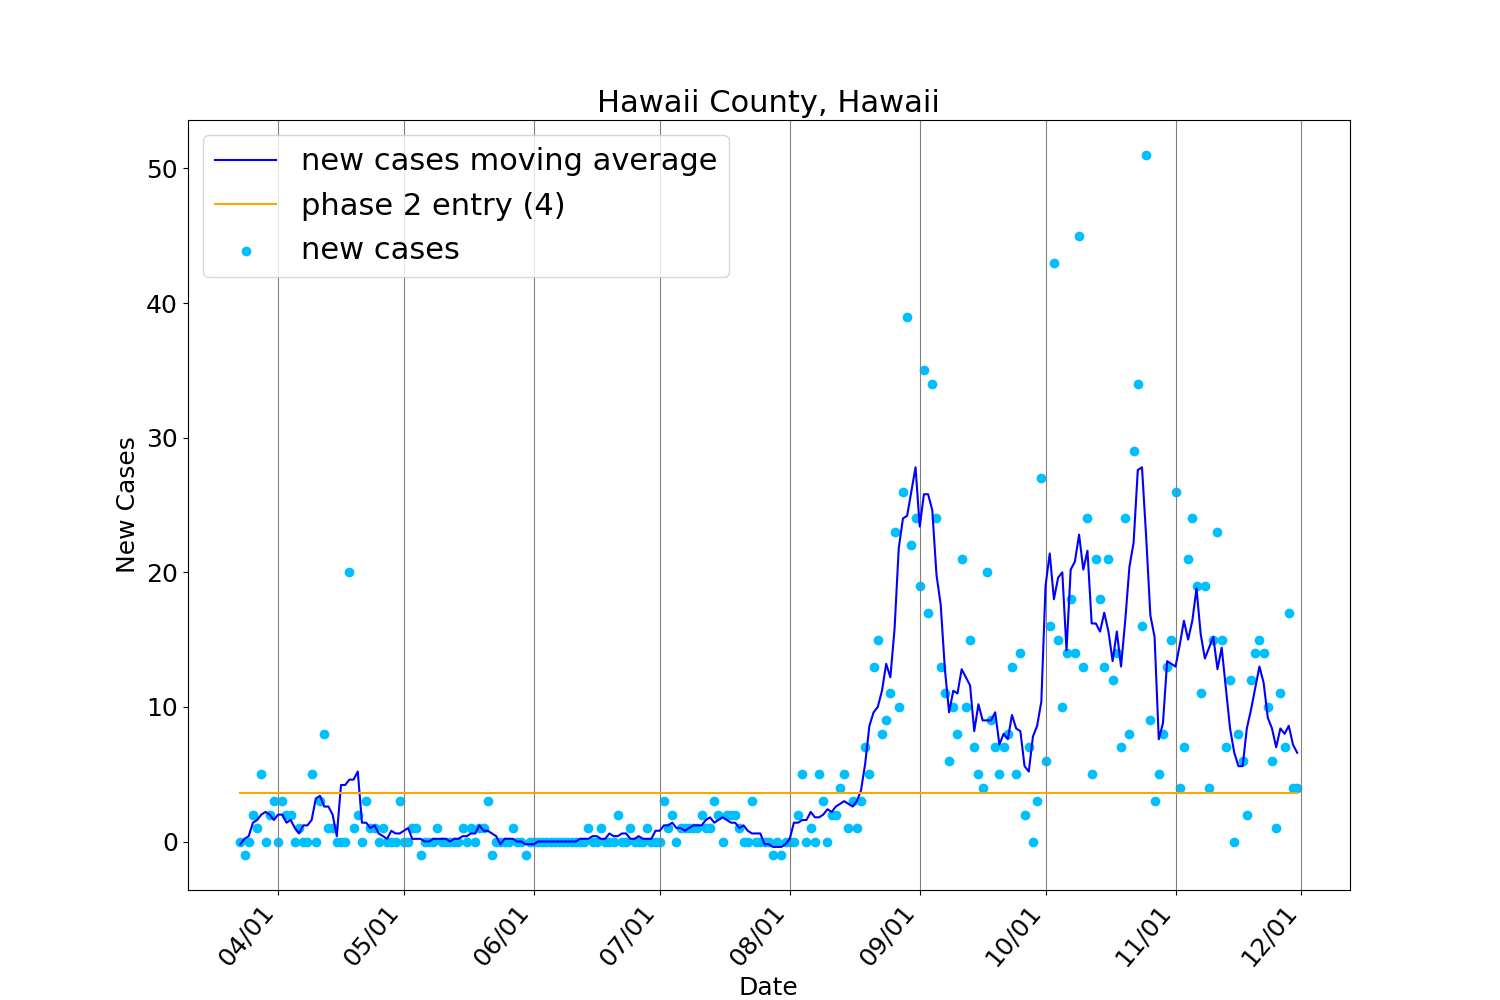 Hawaii County, Hawaii
new cases moving average
phase 2 entry (4)
new cases
50
40
30
20
10
0
New Cases
04/01
05/01
06/01
07/01
08/01
09/01
10/01
11/01
12/01
Date